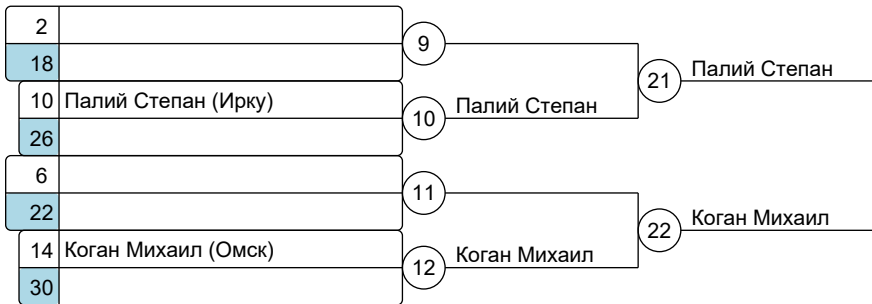 2
9
18
21 Палий Степан
10 Палий Степан (Ирку)
10 Палий Степан
26
6
11
22
22 Коган Михаил
14 Коган Михаил (Омск)
12 Коган Михаил
30